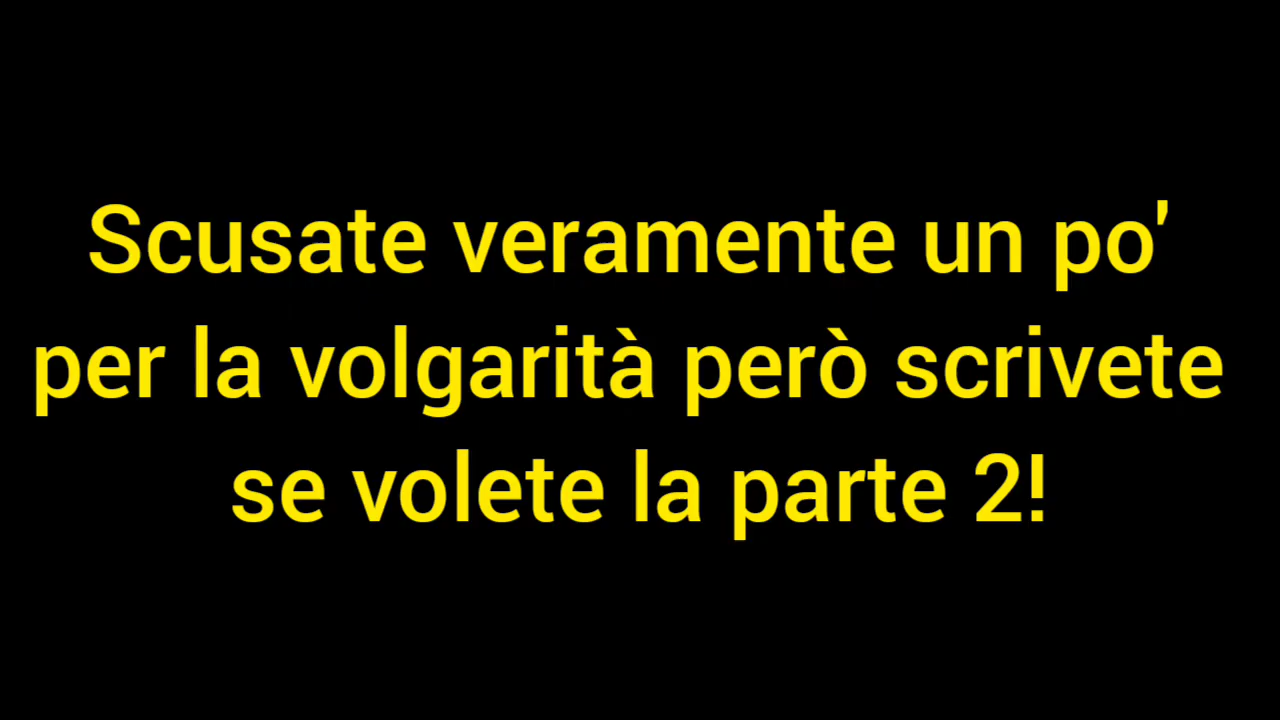 Scusate veramente un po'
per la volgarità però scrivete
se volete la parte 2!